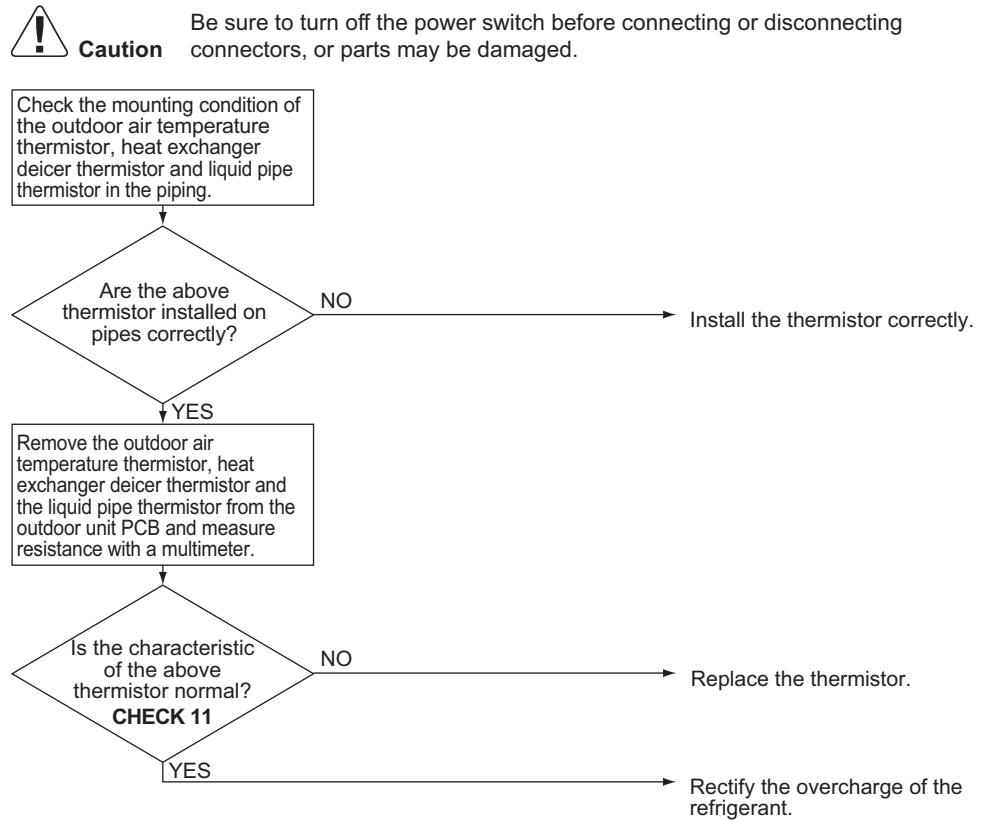 Be sure to turn off the power switch before connecting or disconnecting
Caution connectors, or parts may be damaged.
Check the mounting condition of
the outdoor air temperature
thermistor, heat exchanger
deicer thermistor and liquid pipe
thermistor in the piping.
Are the above
thermistor installed on
pipes correctly?
NO
Install the thermistor correctly.
YES
Remove the outdoor air
temperature thermistor, heat
exchanger deicer thermistor and
the liquid pipe thermistor from the
outdoor unit PCB and measure
resistance with a multimeter.
Is the characteristic
of the above
thermistor normal?
CHECK 11
NO
Replace the thermistor.
YES
Rectify the overcharge of the
refrigerant.